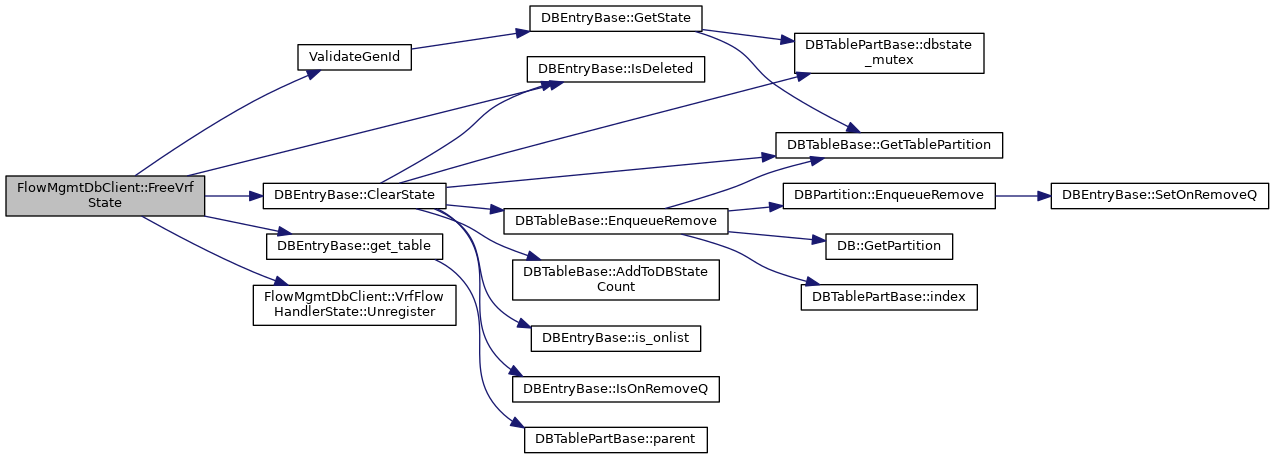 FlowMgmtDbClient::FreeVrf
State
ValidateGenId
DBEntryBase::GetState
DBTablePartBase::dbstate
_mutex
DBEntryBase::IsDeleted
DBTableBase::GetTablePartition
DBEntryBase::ClearState
DBTableBase::EnqueueRemove
DBPartition::EnqueueRemove
DBEntryBase::SetOnRemoveQ
DB::GetPartition
DBEntryBase::get_table
DBTableBase::AddToDBState
Count
DBTablePartBase::index
FlowMgmtDbClient::VrfFlow
HandlerState::Unregister
DBEntryBase::is_onlist
DBEntryBase::IsOnRemoveQ
DBTablePartBase::parent